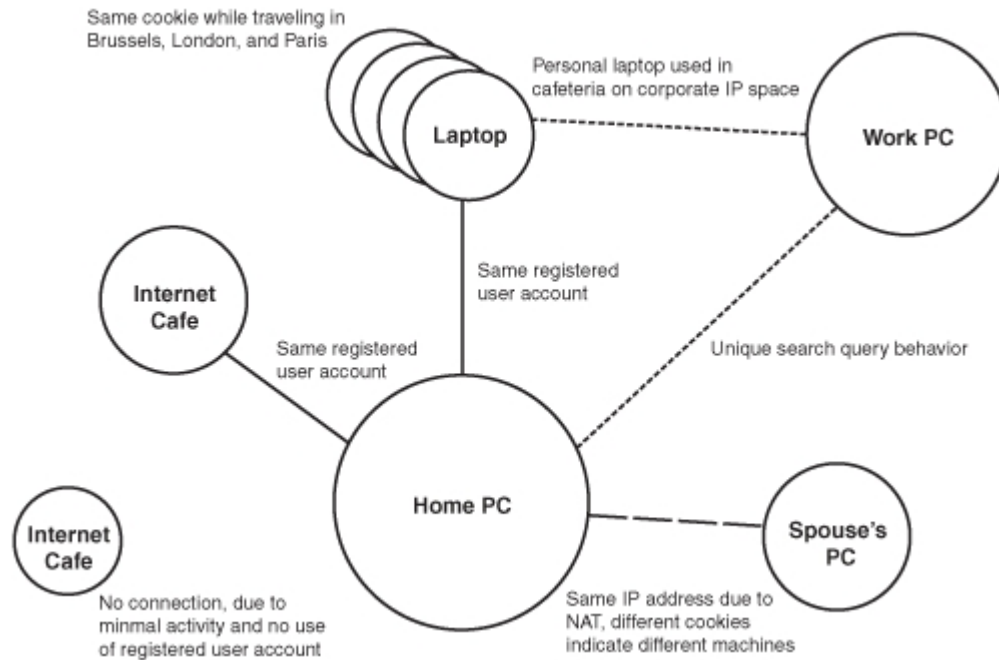 Same cookie while traveling in
Brussels, London, and Paris
Personal laptop used in
cafeteria on corporate IP space
Laptop
Work PC
Same registered
user account
Internet
Cafe
Same registered
user account
Unique search query behavior
Home PC
Internet
Cafe
Spouse's
PC
No connection, due to
minmal activity and no use
of registered user account
Same IP address due to
NAT, different cookies
indicate different machines